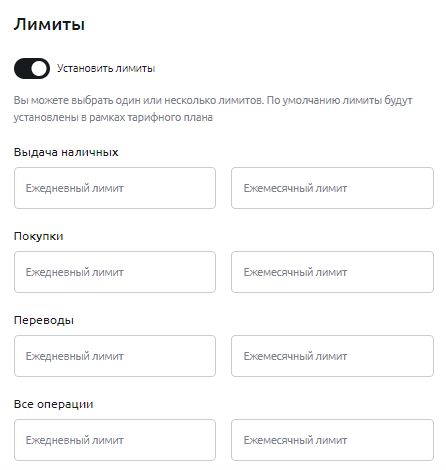 Лимиты
Установить лимиты
Вы можете выбрать один или несколько лимитов. По умолчанию лимиты будут
установлены в рамках тарифного плана
Выдача наличных
Ежедневный лимит Ежемесячный лимит
Покупки
Ежедневный лимит Ежемесячный лимит
Переводы
Ежедневный лимит Ежемесячный лимит
Все операции
Ежедневный лимит Ежемесячный лимит